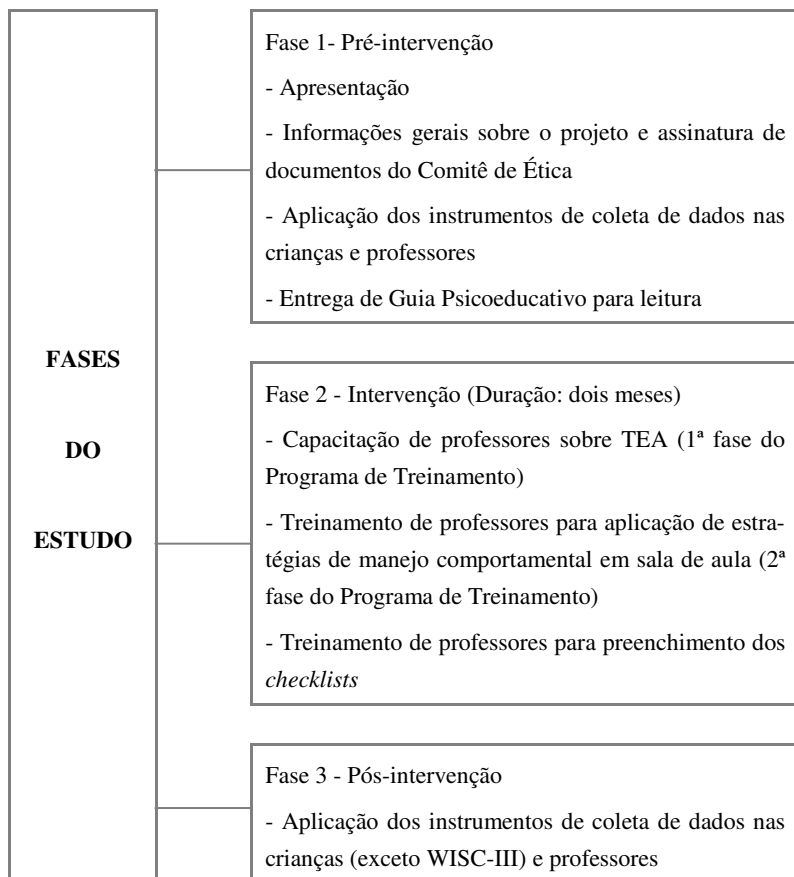 FASES
DO
ESTUDO
Fase 1- Pré-intervenção
- Apresentação
- Informações gerais sobre o projeto e assinatura de
documentos do Comitê de Ética
- Aplicação dos instrumentos de coleta de dados nas
crianças e professores
- Entrega de Guia Psicoeducativo para leitura
Fase 2 - Intervenção (Duração: dois meses)
- Capacitação de professores sobre TEA (1ª fase do
Programa de Treinamento)
- Treinamento de professores para aplicação de estra-
tégias de manejo comportamental em sala de aula (2ª
fase do Programa de Treinamento)
- Treinamento de professores para preenchimento dos
checklists
Fase 3 - Pós-intervenção
- Aplicação dos instrumentos de coleta de dados nas
crianças (exceto WISC-III) e professores